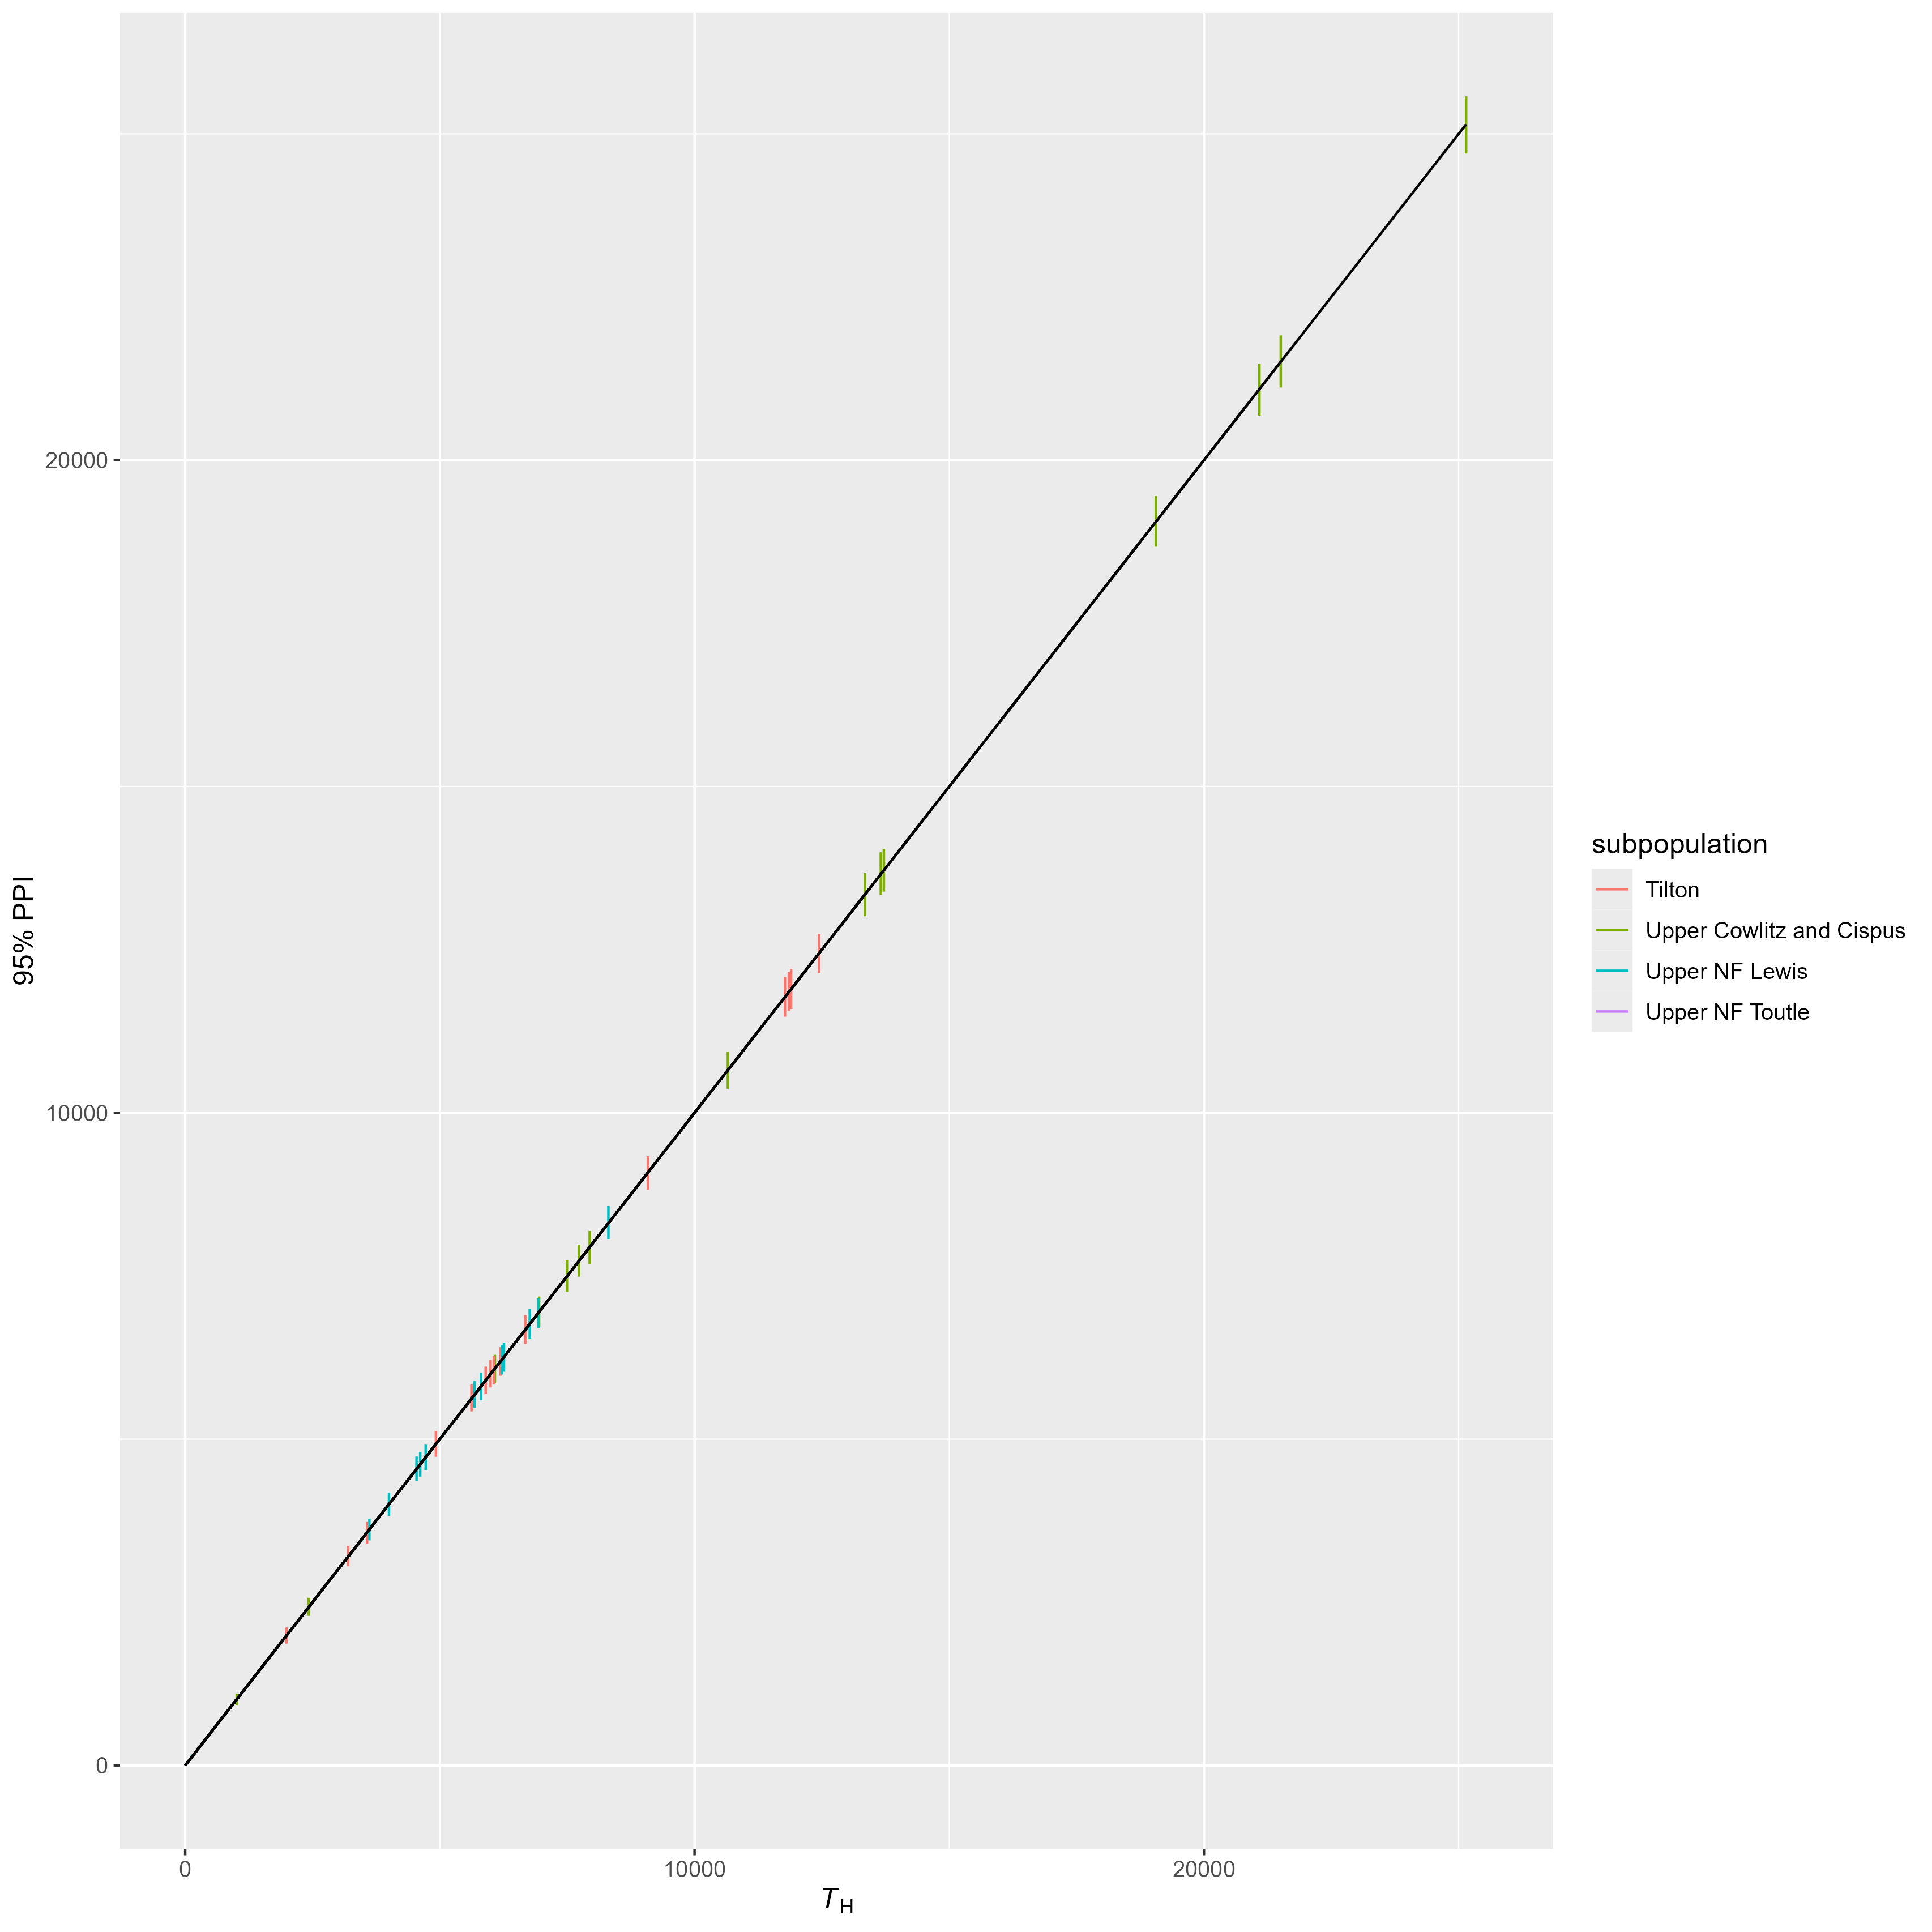 95% PPI
20000
10000
0
0 10000 20000
T H
subpopulation
Tilton
Upper Cowlitz and Cispus
Upper NF Lewis
Upper NF Toutle